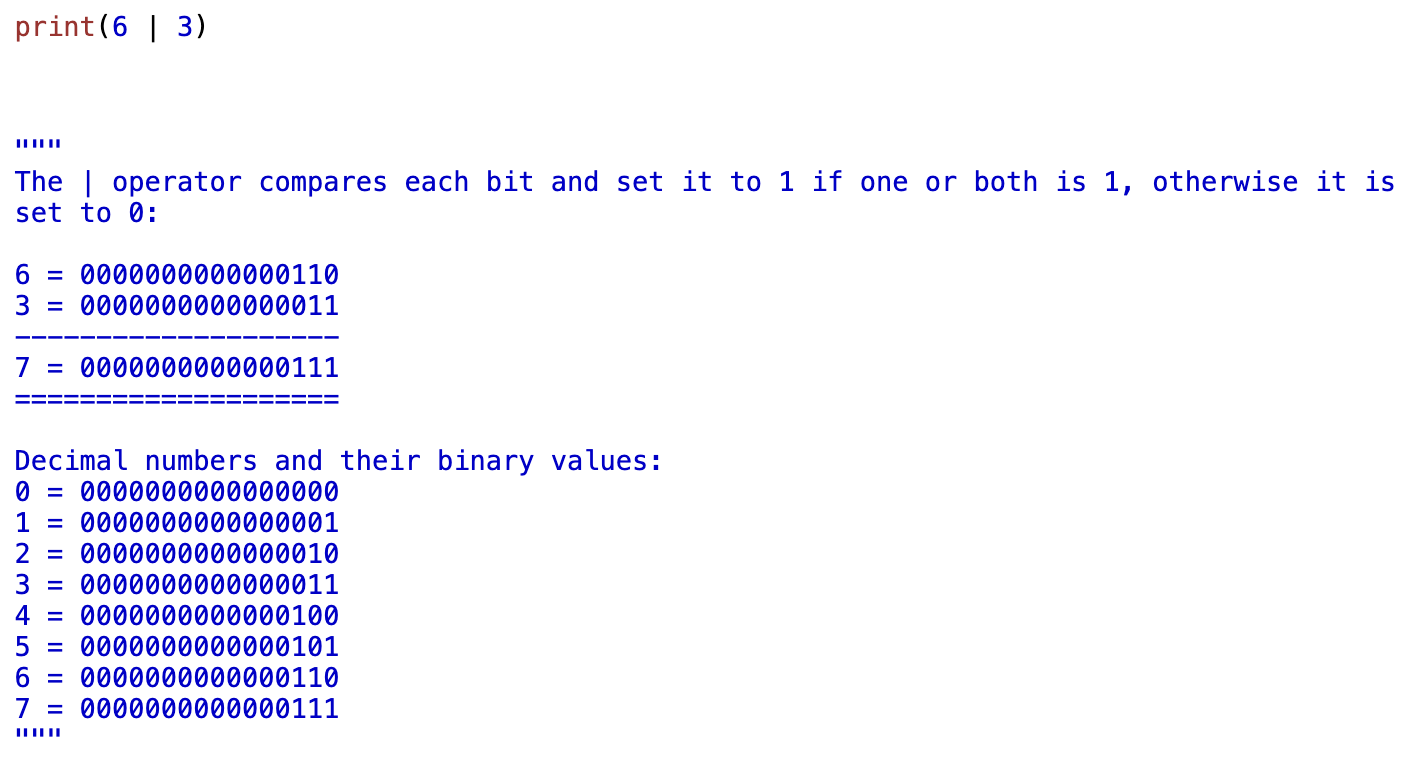 print(6 | 3)
"""
The | operator compares each bit and set it to 1 if one or both is 1, otherwise it is
set to 0:
6 = 0000000000000110
3 = 0000000000000011
--------------------
7 = 0000000000000111
====================
Decimal numbers and their binary values:
0 = 0000000000000000
1 = 0000000000000001
2 = 0000000000000010
3 = 0000000000000011
4 = 0000000000000100
5 = 0000000000000101
6 = 0000000000000110
7 = 0000000000000111
"""